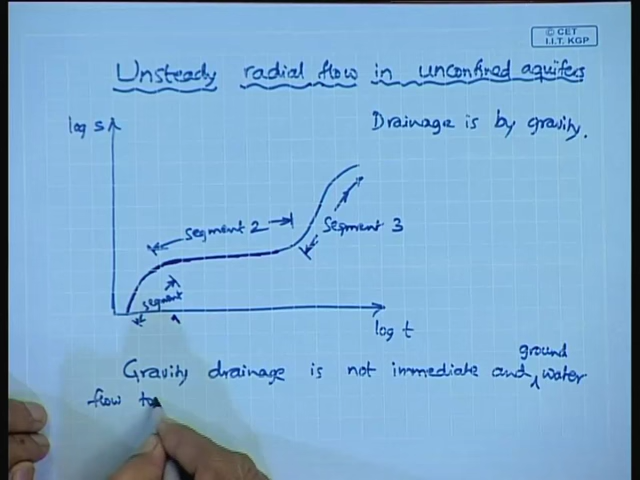 © CET
I.I.T. KGP
Unsteady radial flow in unconfined aquifers
log s
Drainage is by gravity.
segment 2
segment 3
segment
1
log t
ground
Gravity drainage is not immediate and water
flow to